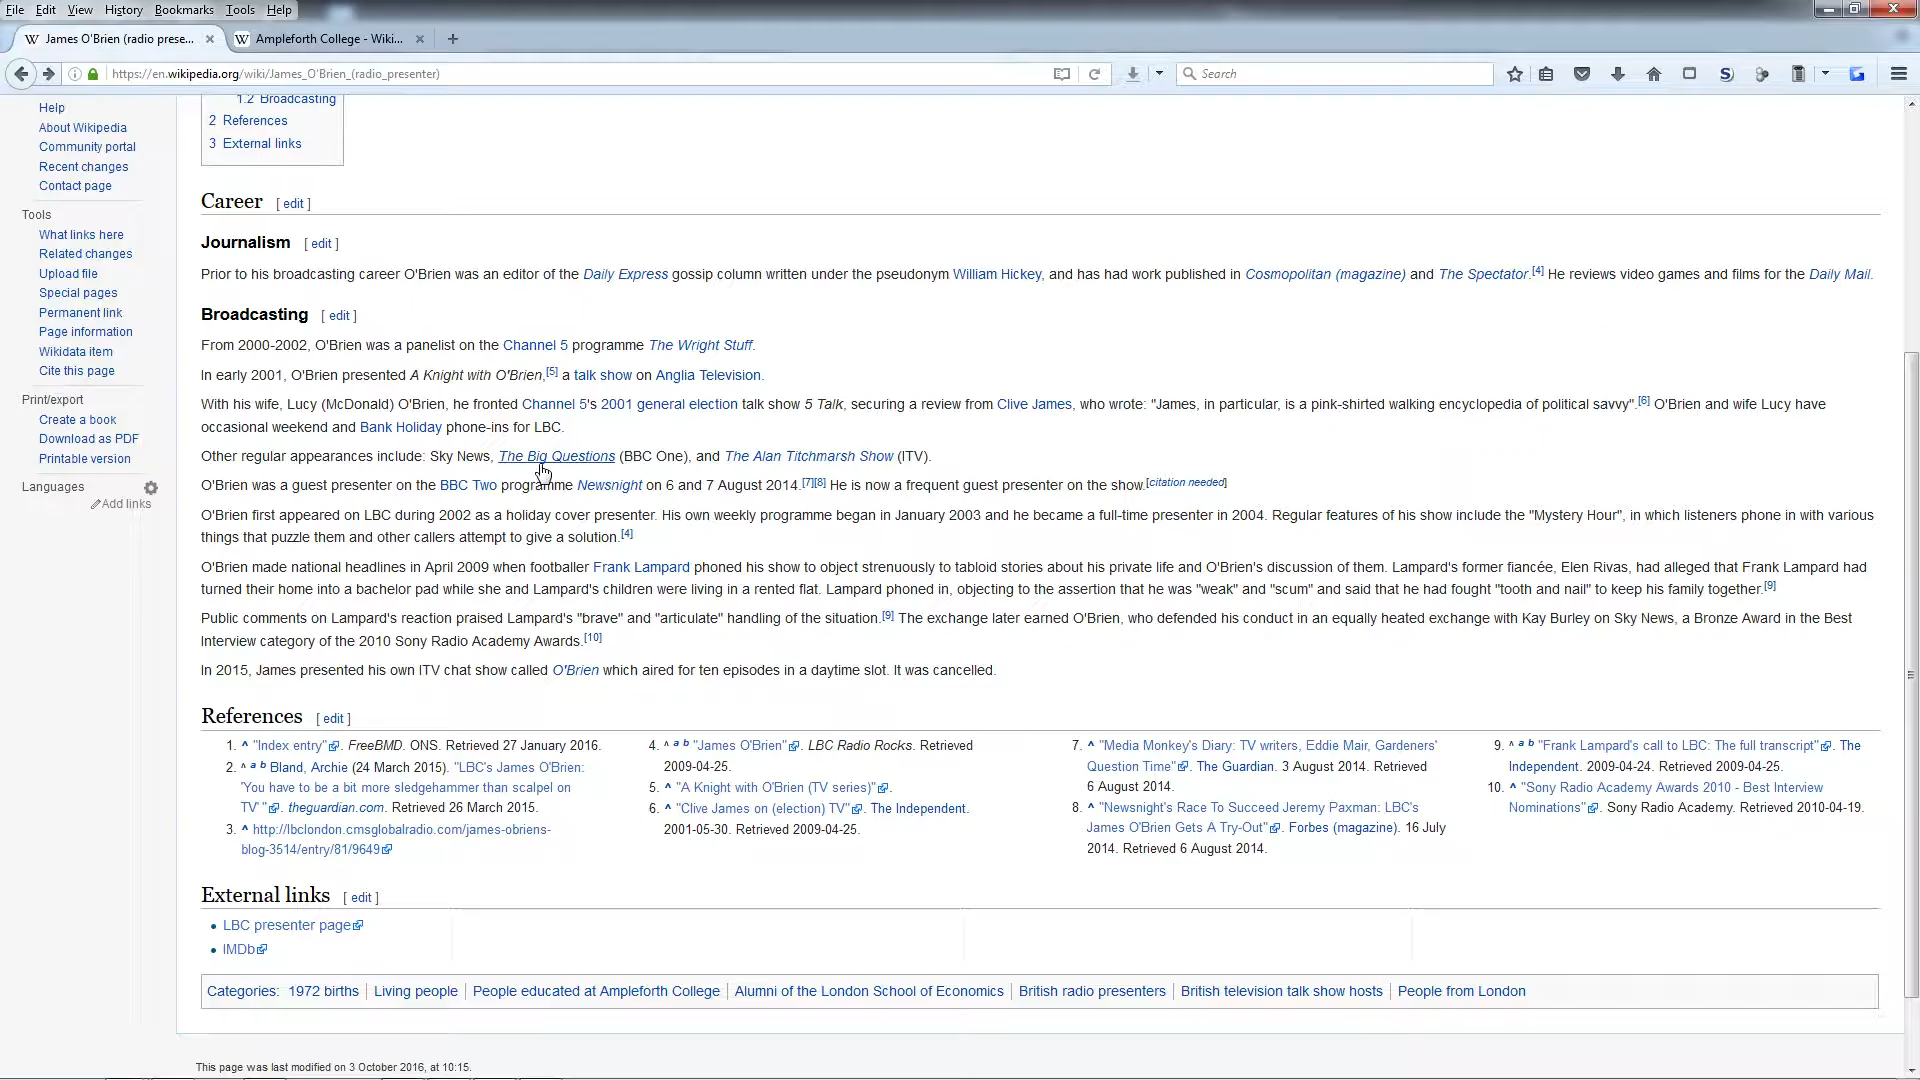 File Edit View History Bookmarks Tools Help
James O'Brien (radio prese...
Ampleforth College - Wiki...
https://en.wikipedia.org/wiki/James_O'Brien_(radio_presenter)
Search
Help
About Wikipedia
Community portal
Recent changes
Contact page
Tools
What links here
Related changes
Upload file
Special pages
Permanent link
Page information
Wikidata item
Cite this page
Print/export
Create a book
Download as PDF
Printable version
Languages
Add links
1.2 Broadcasting
2 References
3 External links
Career [ edit ]
Journalism [ edit ]
Prior to his broadcasting career O'Brien was an editor of the Daily Express gossip column written under the pseudonym William Hickey, and has had work published in Cosmopolitan (magazine) and The Spectator.[4] He reviews video games and films for the Daily Mail.
Broadcasting [ edit ]
From 2000-2002, O'Brien was a panelist on the Channel 5 programme The Wright Stuff.
In early 2001, O'Brien presented A Knight with O'Brien,[5] a talk show on Anglia Television.
With his wife, Lucy (McDonald) O'Brien, he fronted Channel 5's 2001 general election talk show 5 Talk, securing a review from Clive James, who wrote: "James, in particular, is a pink-shirted walking encyclopedia of political savvy".[6] O'Brien and wife Lucy have
occasional weekend and Bank Holiday phone-ins for LBC.
Other regular appearances include: Sky News, The Big Questions (BBC One), and The Alan Titchmarsh Show (ITV).
O'Brien was a guest presenter on the BBC Two programme Newsnight on 6 and 7 August 2014.[7][8] He is now a frequent guest presenter on the show.[citation needed]
O'Brien first appeared on LBC during 2002 as a holiday cover presenter. His own weekly programme began in January 2003 and he became a full-time presenter in 2004. Regular features of his show include the "Mystery Hour", in which listeners phone in with various
things that puzzle them and other callers attempt to give a solution.[4]
O'Brien made national headlines in April 2009 when footballer Frank Lampard phoned his show to object strenuously to tabloid stories about his private life and O'Brien's discussion of them. Lampard's former fiancée, Elen Rivas, had alleged that Frank Lampard had
turned their home into a bachelor pad while she and Lampard's children were living in a rented flat. Lampard phoned in, objecting to the assertion that he was "weak" and "scum" and said that he had fought "tooth and nail" to keep his family together.[9]
Public comments on Lampard's reaction praised Lampard's "brave" and "articulate" handling of the situation.[9] The exchange later earned O'Brien, who defended his conduct in an equally heated exchange with Kay Burley on Sky News, a Bronze Award in the Best
Interview category of the 2010 Sony Radio Academy Awards.[10]
In 2015, James presented his own ITV chat show called O'Brien which aired for ten episodes in a daytime slot. It was cancelled.
References [ edit ]
1. ^ "Index entry". FreeBMD. ONS. Retrieved 27 January 2016.
2. ^ a b Bland, Archie (24 March 2015). "LBC's James O'Brien:
'You have to be a bit more sledgehammer than scalpel on
TV' ". theguardian.com. Retrieved 26 March 2015.
3. ^ http://lbclondon.cmsglobalradio.com/james-obriens-
blog-3514/entry/81/9649
4. ^ a b "James O'Brien". LBC Radio Rocks. Retrieved
2009-04-25.
5. ^ "A Knight with O'Brien (TV series)".
6. ^ "Clive James on (election) TV". The Independent.
2001-05-30. Retrieved 2009-04-25.
7. ^ "Media Monkey's Diary: TV writers, Eddie Mair, Gardeners'
Question Time". The Guardian. 3 August 2014. Retrieved
6 August 2014.
8. ^ "Newsnight's Race To Succeed Jeremy Paxman: LBC's
James O'Brien Gets A Try-Out". Forbes (magazine). 16 July
2014. Retrieved 6 August 2014.
9. ^ a b "Frank Lampard's call to LBC: The full transcript". The
Independent. 2009-04-24. Retrieved 2009-04-25.
10. ^ "Sony Radio Academy Awards 2010 - Best Interview
Nominations". Sony Radio Academy. Retrieved 2010-04-19.
External links [ edit ]
• LBC presenter page
• IMDb
Categories: 1972 births | Living people | People educated at Ampleforth College | Alumni of the London School of Economics | British radio presenters | British television talk show hosts | People from London
This page was last modified on 3 October 2016, at 10:15.